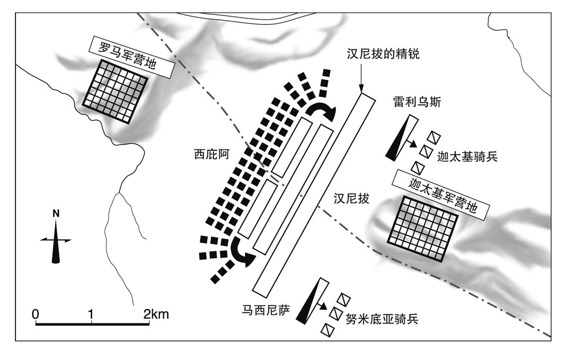 罗马军营地
汉尼拔的精锐
雷利乌斯
西庇阿
迦太基骑兵
迦太基军营地
汉尼拔
N
马西尼萨
努米底亚骑兵
0 1 2km